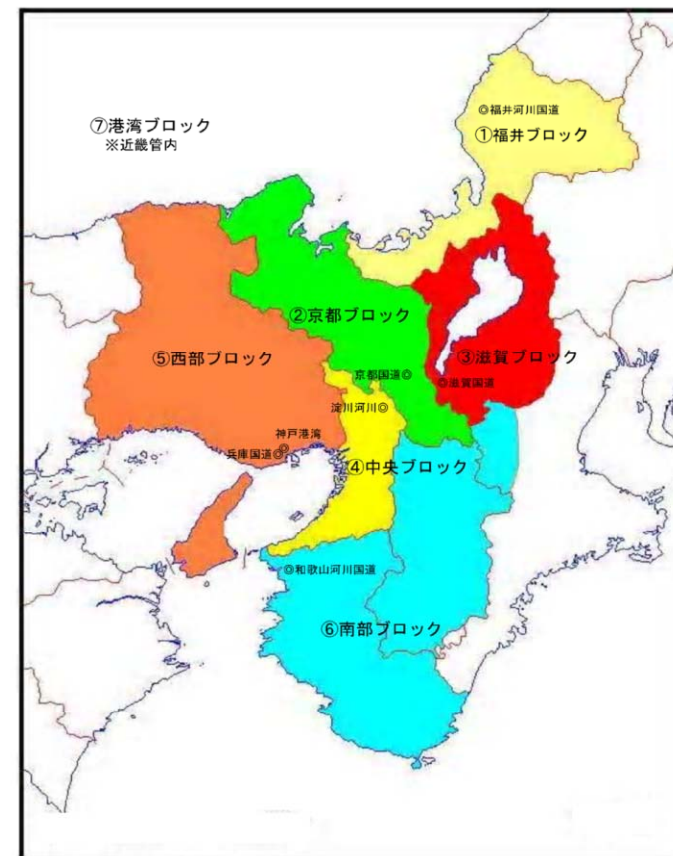 ◎福井河川国道
①福井ブロック
⑦港湾ブロック
※近畿管内
②京都ブロック
③滋賀ブロック
⑤西部ブロック
京都国道◎
◎滋賀国道
淀川河川◎
神戸港湾
◎
兵庫国道◎
④中央ブロック
◎和歌山河川国道
⑥南部ブロック